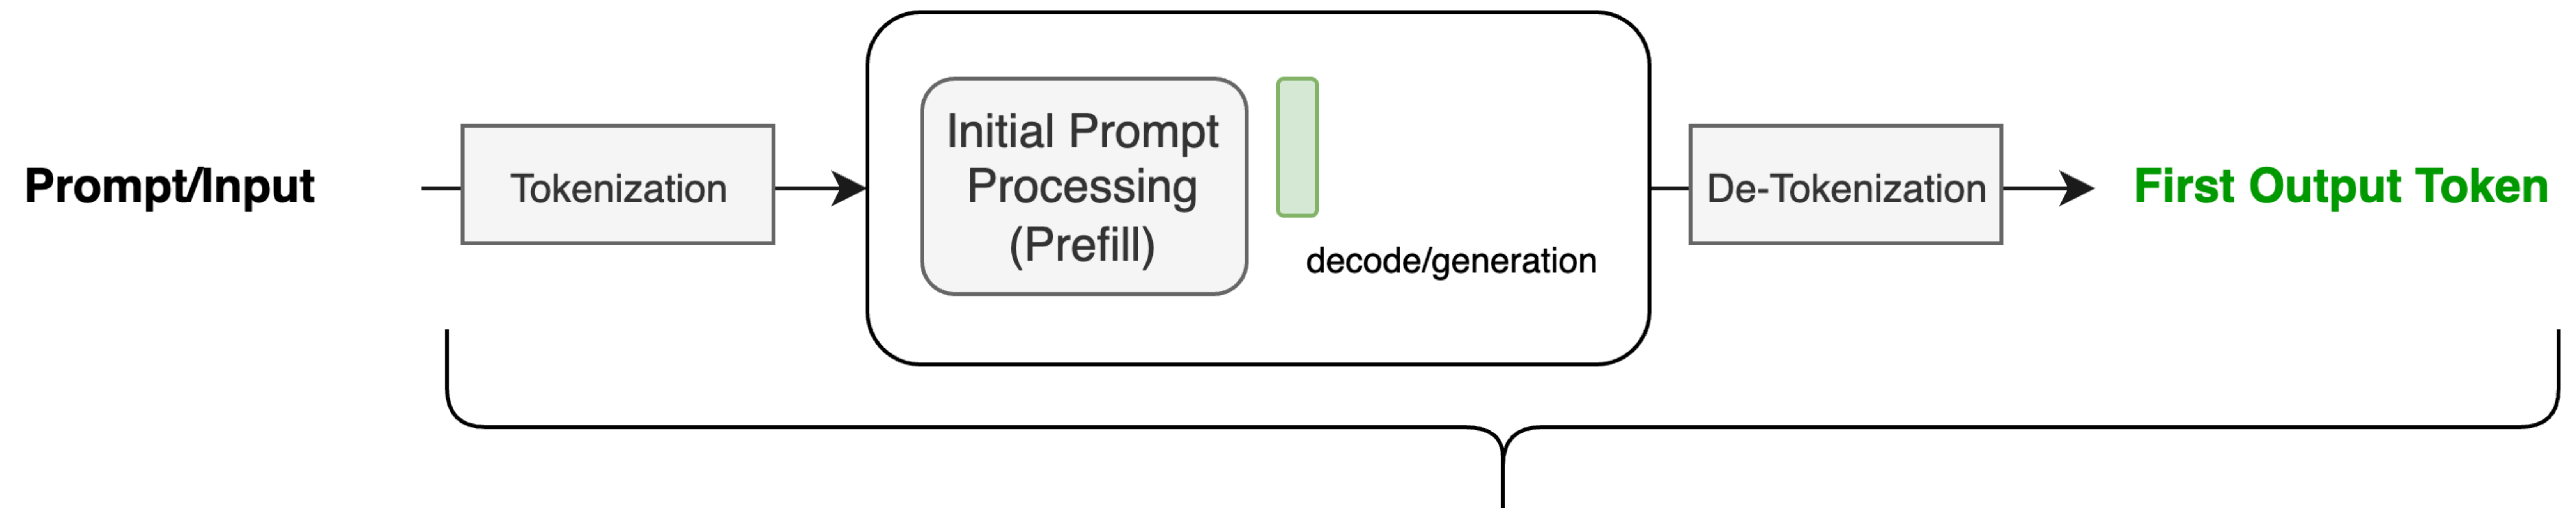 Prompt/Input
Tokenization
Initial Prompt
Processing
(Prefill)
decode/generation
De-Tokenization
First Output Token